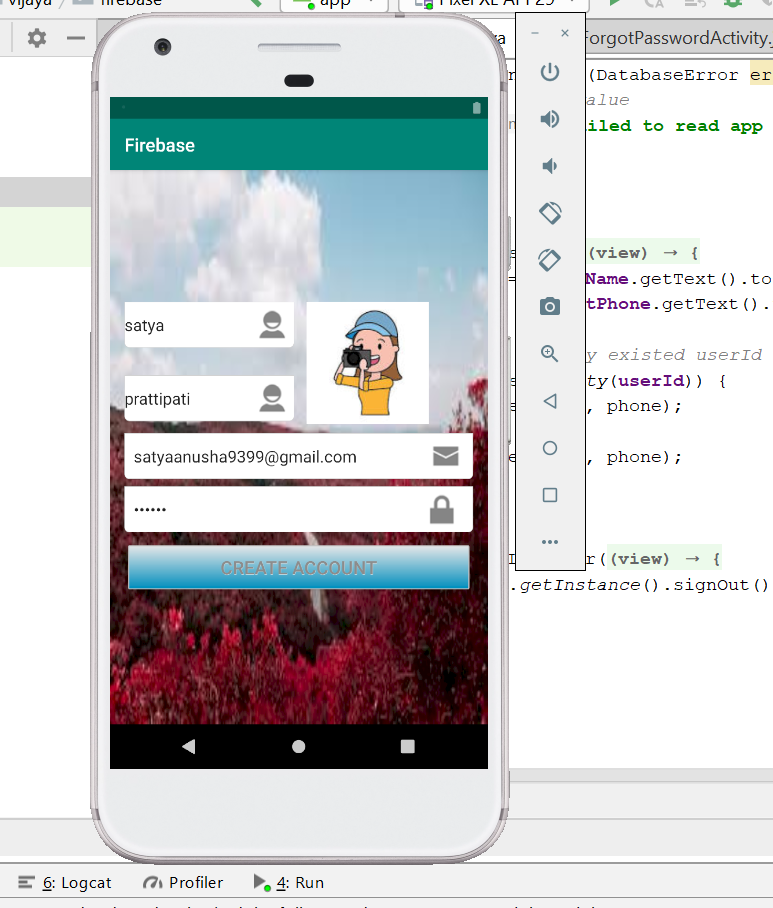 vijaya
firebase
app
Pixel XL API 29
ForgotPasswordActivity.
(DatabaseError er
alue
iled to read app
Firebase
(view) → {
Name.getText().to
tPhone.getText().
satya
y existed userId
ty(userId)) {
prattipati
, phone);
satyaanusha9399@gmail.com
, phone);
••••••
r((view) → {
CREATE ACCOUNT
.getInstance().signOut()
6: Logcat
Profiler
4: Run